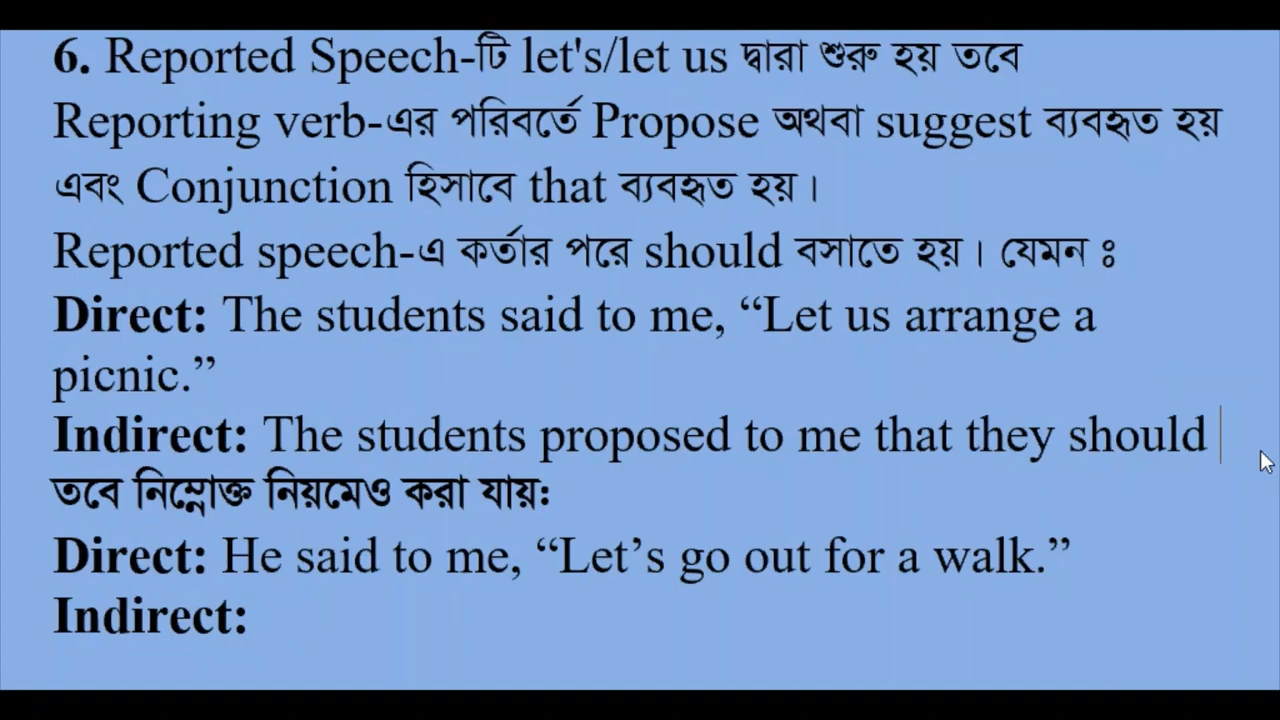 6. Reported Speech-টি let's/let us দ্বারা শুরু হয় তবে
Reporting verb-এর পরিবর্তে Propose অথবা suggest ব্যবহৃত হয়
এবং Conjunction হিসাবে that ব্যবহৃত হয়।
Reported speech-এ কর্তার পরে should বসাতে হয়। যেমন ঃ
Direct: The students said to me, “Let us arrange a
picnic.”
Indirect: The students proposed to me that they should
তবে নিম্নোক্ত নিয়মেও করা যায়ঃ
Direct: He said to me, “Let’s go out for a walk.”
Indirect: